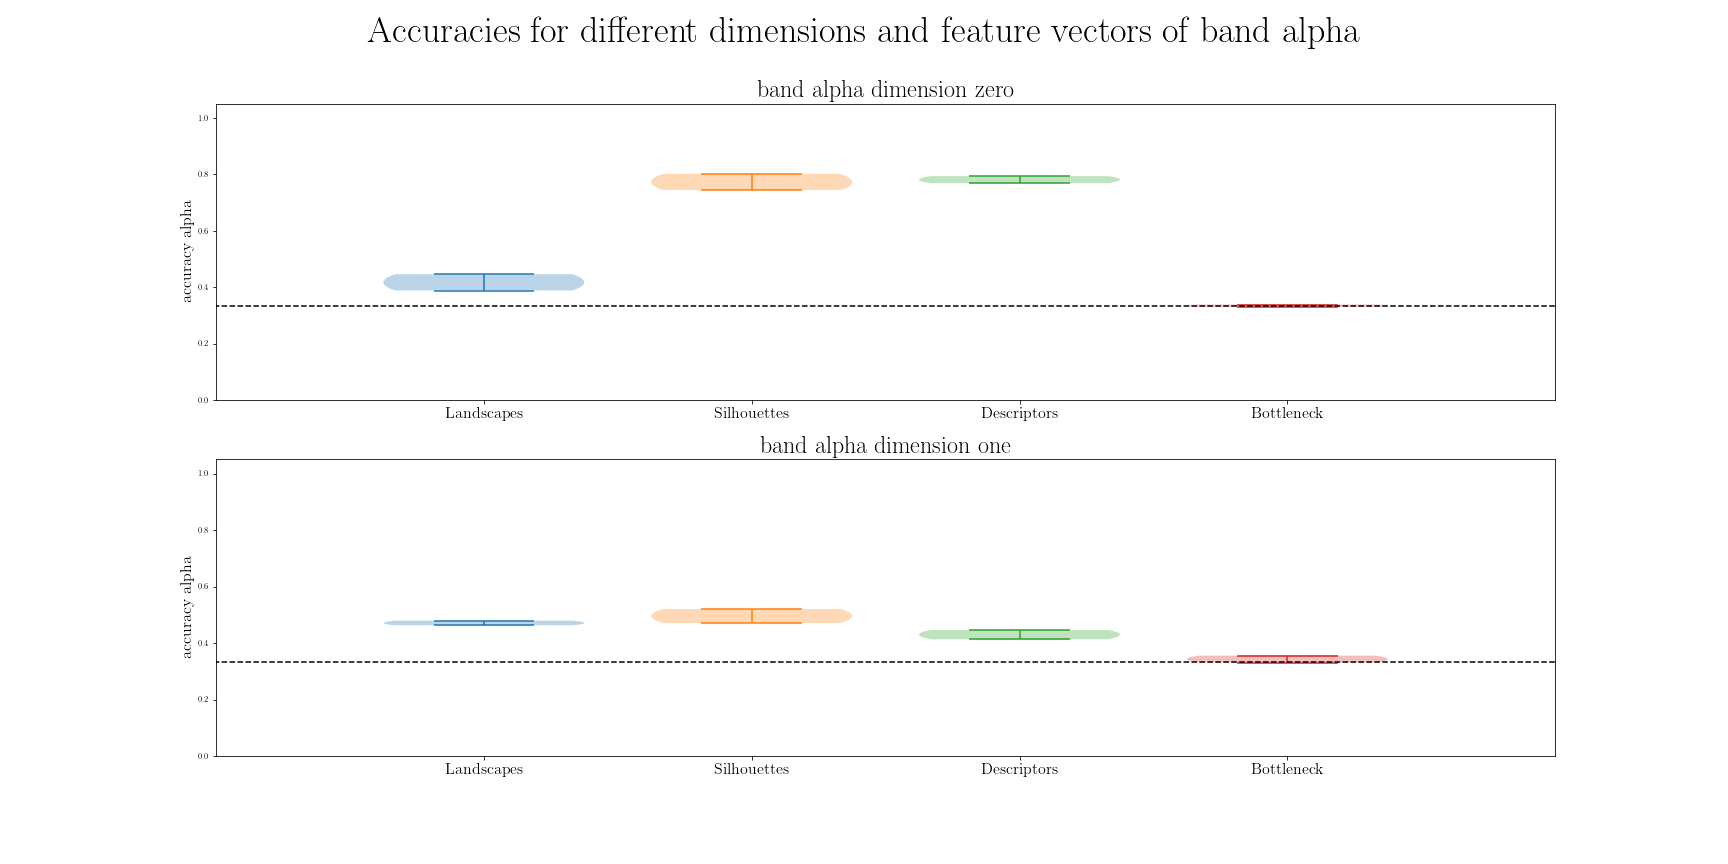 Accuracies for different dimensions and feature vectors of band alpha
band alpha dimension zero
accuracy alpha
1.0
0.8
0.6
0.4
0.2
0.0
Landscapes Silhouettes Descriptors Bottleneck
band alpha dimension one
accuracy alpha
1.0
0.8
0.6
0.4
0.2
0.0
Landscapes Silhouettes Descriptors Bottleneck